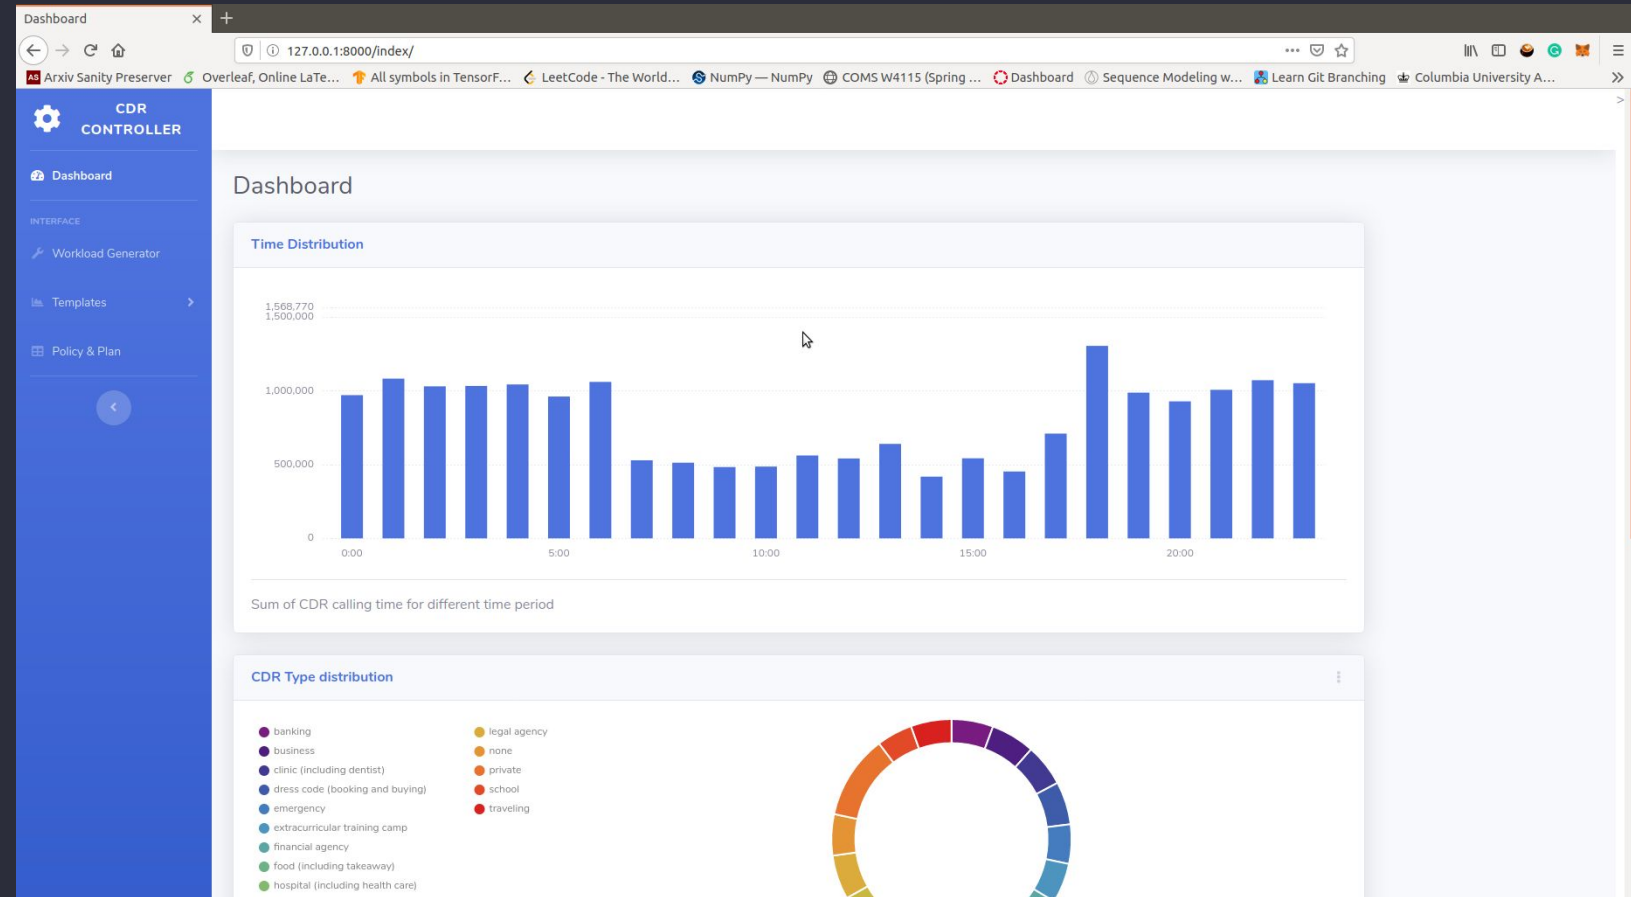 Dashboard
127.0.0.1:8000/index/
Arxiv Sanity Preserver
Overleaf, Online LaTe...
All symbols in TensorF...
LeetCode - The World...
NumPy — NumPy
COMS W4115 (Spring ...
Dashboard
Sequence Modeling w...
Learn Git Branching
Columbia University A...
CDR
CONTROLLER
Dashboard
INTERFACE
Workload Generator
Templates
Policy & Plan
Dashboard
Time Distribution
1,568,770
1,500,000
1,000,000
500,000
0
0:00
5:00
10:00
15:00
20:00
Sum of CDR calling time for different time period
CDR Type distribution
banking
business
clinic (including dentist)
dress code (booking and buying)
emergency
extracurricular training camp
financial agency
food (including takeaway)
hospital (including health care)
legal agency
none
private
school
traveling